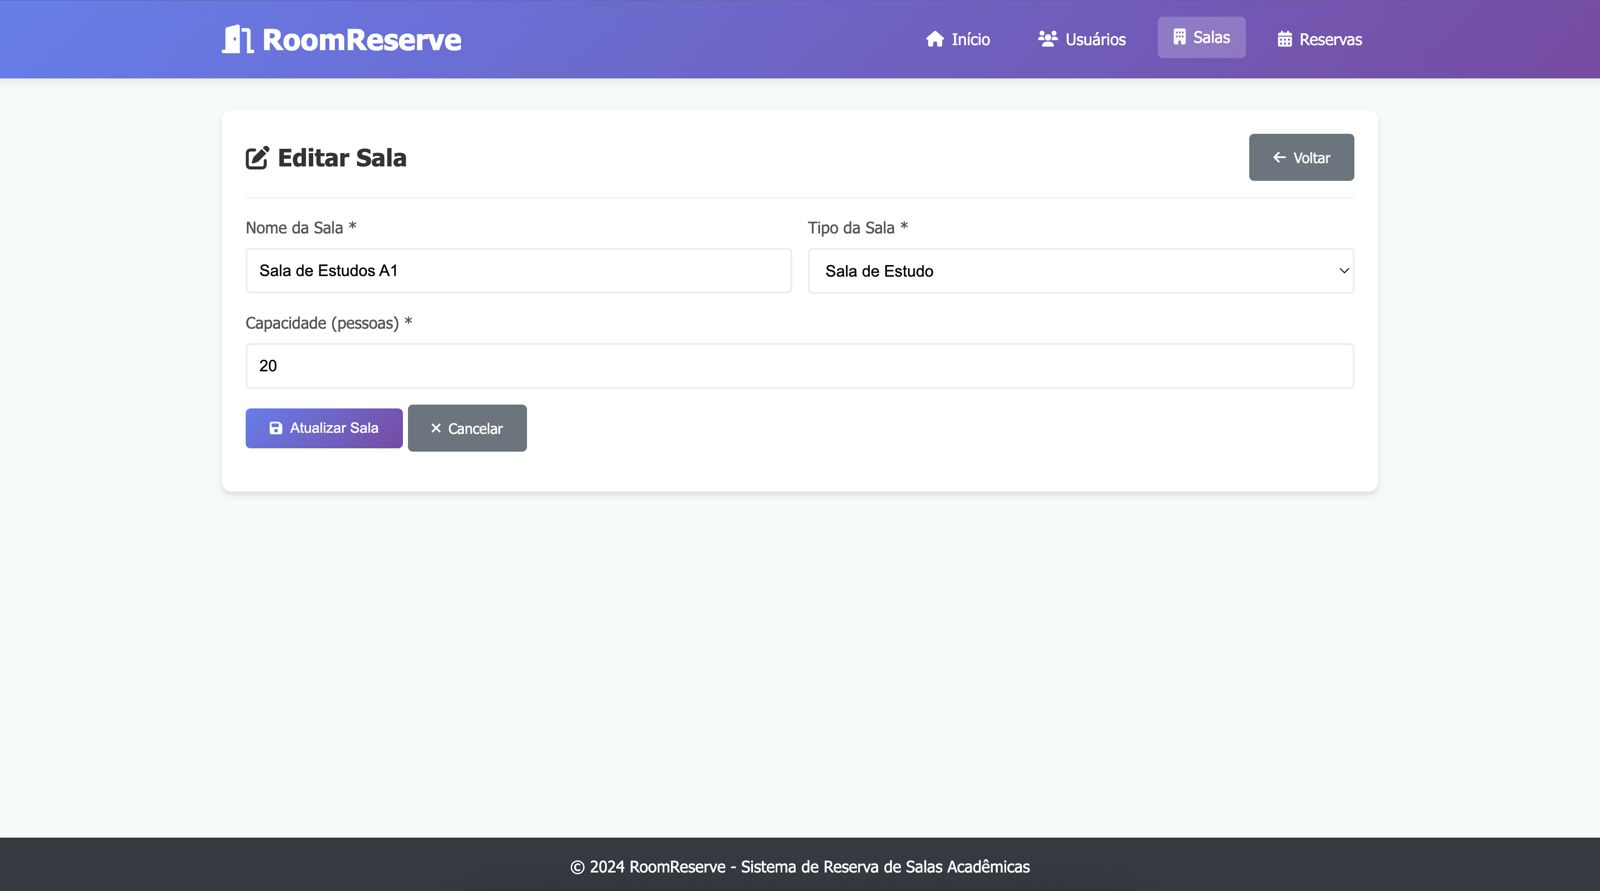 RoomReserve
Início
Usuários
Salas
Reservas
Editar Sala
Voltar
Nome da Sala *
Tipo da Sala *
Sala de Estudos A1
Sala de Estudo
Capacidade (pessoas) *
20
Atualizar Sala
Cancelar
© 2024 RoomReserve - Sistema de Reserva de Salas Acadêmicas